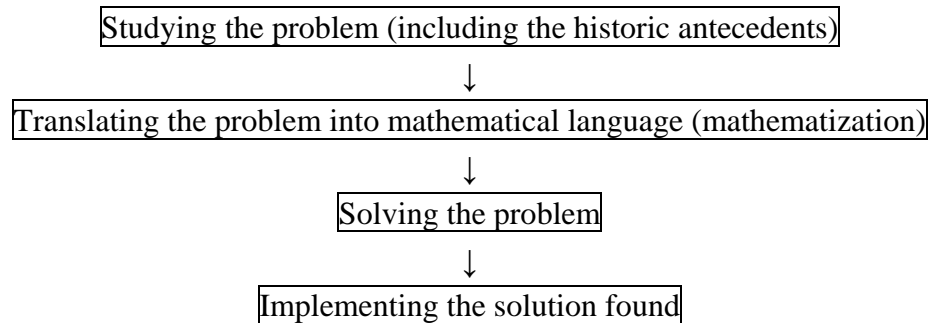 Studying the problem (including the historic antecedents)
↓
Translating the problem into mathematical language (mathematization)
↓
Solving the problem
↓
Implementing the solution found